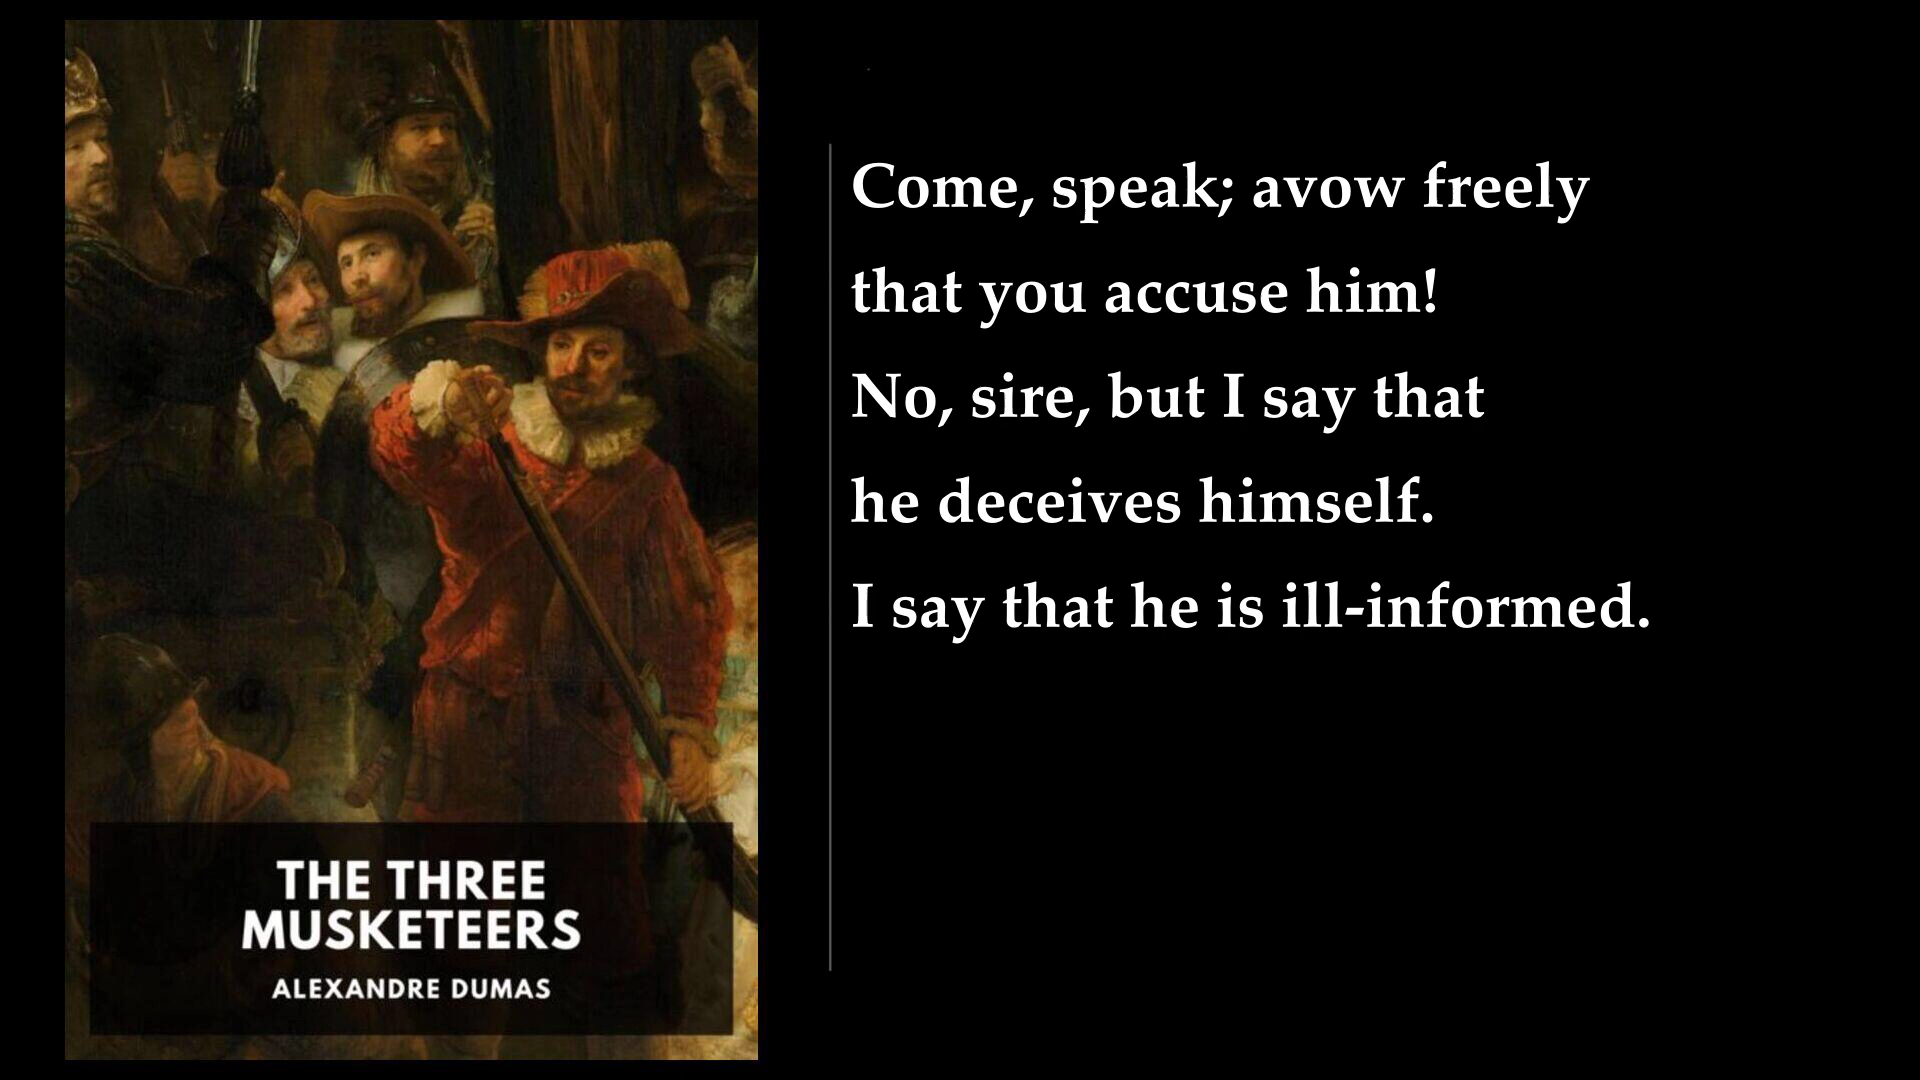 Come, speak; avow freely
that you accuse him!
No, sire, but I say that
he deceives himself.
I say that he is ill-informed.
THE THREE
MUSKETEERS
ALEXANDRE DUMAS